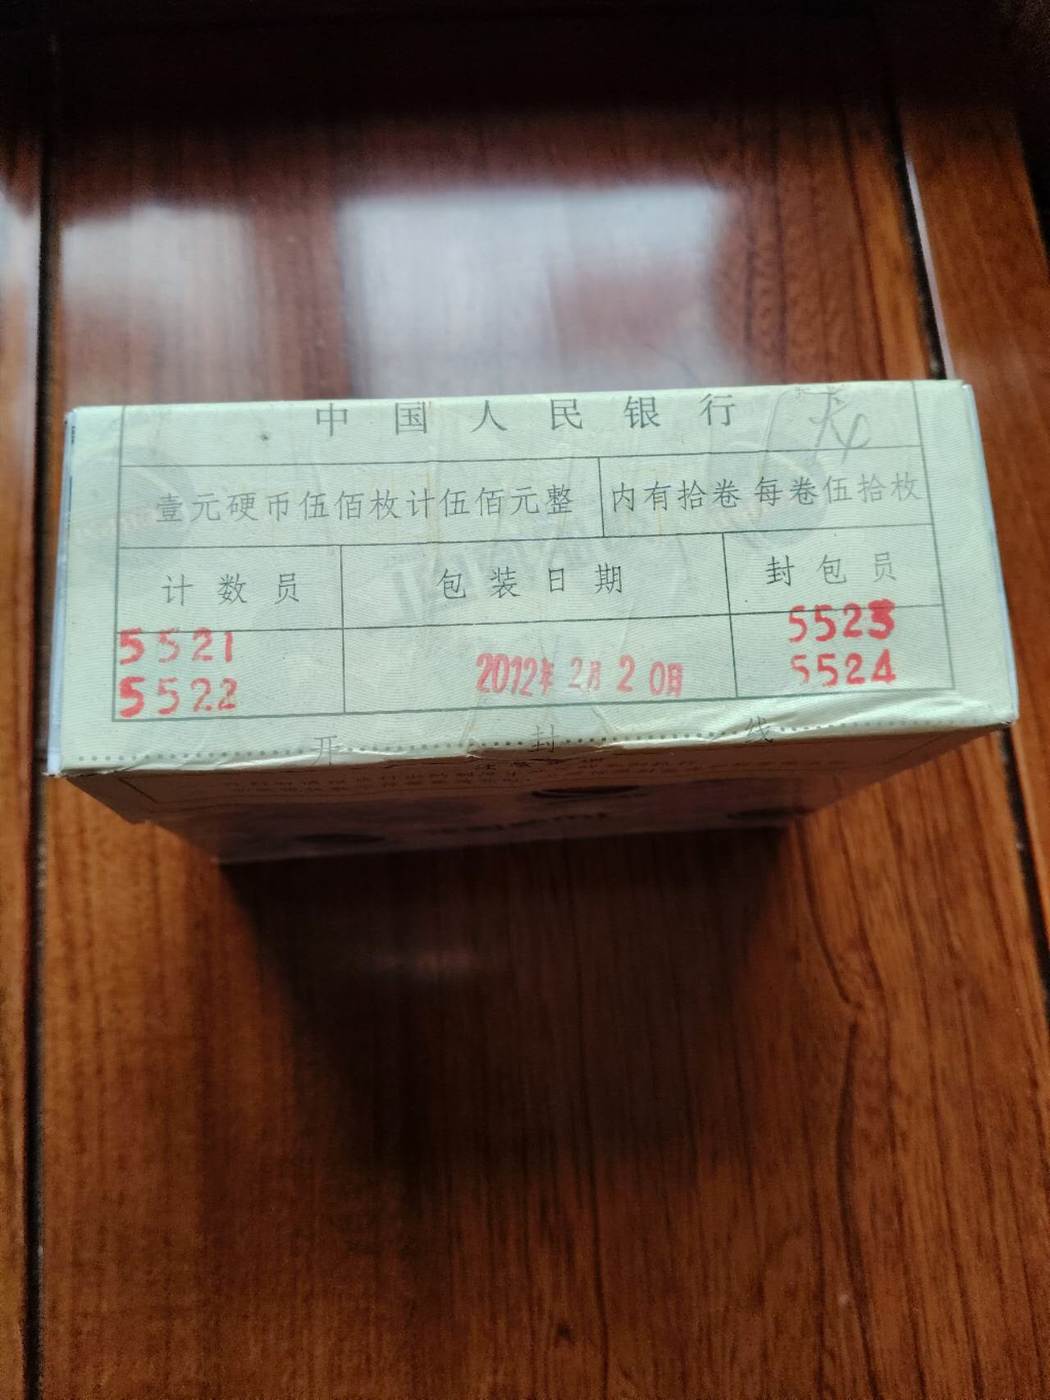 中国人民银行
壹元硬币伍佰枚计伍佰元整 内有拾卷 每卷伍拾枚
计数员 包装日期 封包员
5521 5523
5522 2012年2月20日 5524
开封线